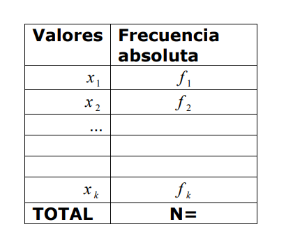 Valores Frecuencia absoluta
x₁ f₁
x₂ f₂
...
xₖ fₖ
TOTAL N=